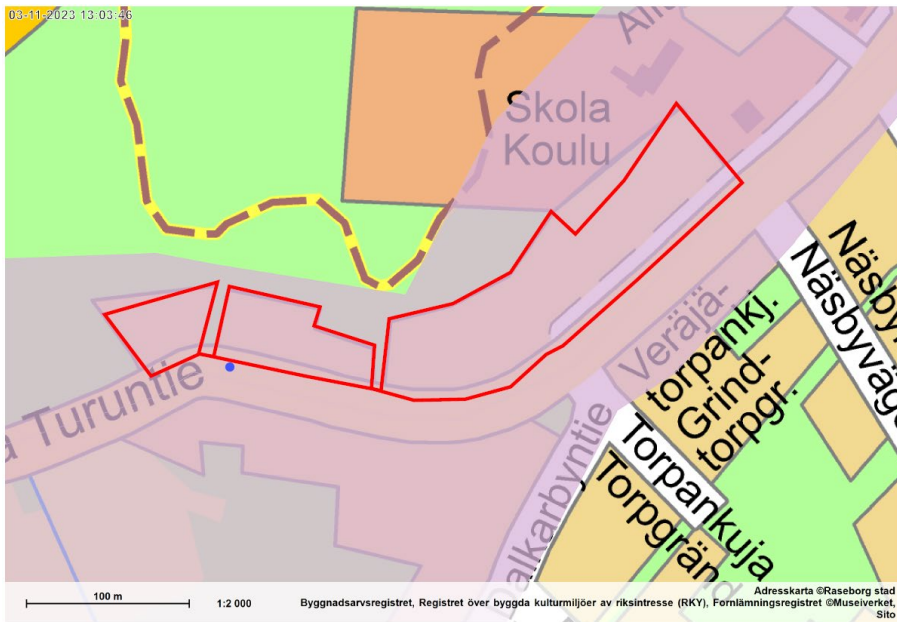 03-11-2023 13:03:46
Skola
Koulu
Turuntie
Näsby
Näsbyväge
Veräjä-
torpankj.
Grind-
torpgr.
Torpankuja
Torpgränd
Dalkarbyntie
100 m
1:2 000
Adresskarta ©Raseborg stad
Byggnadsarvsregistret, Registret över byggda kulturmiljöer av riksintresse (RKY), Fornlämningsregistret ©Museiverket,
Sito